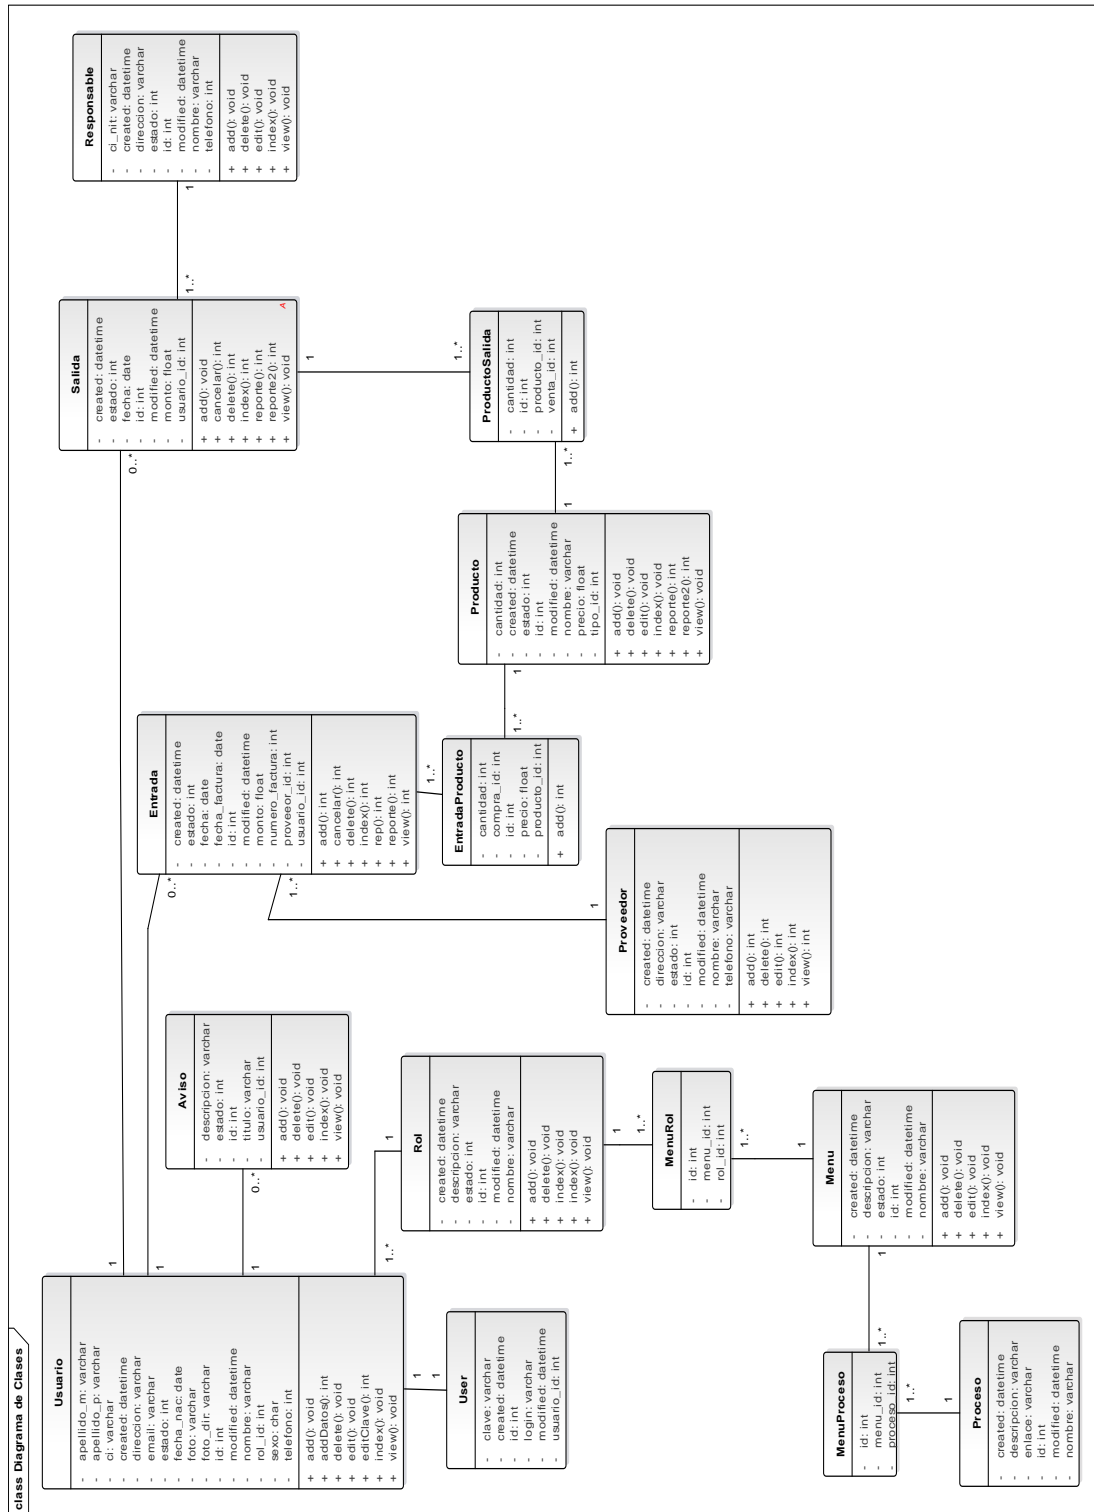 class Diagrama de Clases
Usuario
- apellido_m: varchar
- apellido_p: varchar
- ci: varchar
- created: datetime
- direccion: varchar
- email: varchar
- estado: int
- fecha_nac: date
- foto: varchar
- foto_dir: varchar
- id: int
- modified: datetime
- nombre: varchar
- rol_id: int
- sexo: char
- telefono: int
+ add(): void
+ addDatos(): int
+ delete(): void
+ edit(): void
+ editClave(): int
+ index(): void
+ view(): void
1
0..*
1
0..*
1
0..*
1..*
1
1
1
Aviso
- descripcion: varchar
- estado: int
- id: int
- titulo: varchar
- usuario_id: int
+ add(): void
+ delete(): void
+ edit(): void
+ index(): void
+ view(): void
Entrada
- created: datetime
- estado: int
- fecha: date
- fecha_factura: date
- id: int
- modified: datetime
- monto: float
- numero_factura: int
- proveeor_id: int
- usuario_id: int
+ add(): int
+ cancelar(): int
+ delete(): int
+ index(): int
+ rep(): int
+ reporte(): int
+ view(): int
1..*
1
1..*
Salida
- created: datetime
- estado: int
- fecha: date
- id: int
- modified: datetime
- monto: float
- usuario_id: int
+ add(): void
+ cancelar(): int
+ delete(): int
+ index(): int
+ reporte(): int
+ reporte2(): int
+ view(): void
A
1..*
1
1
1..*
Responsable
- ci_nit: varchar
- created: datetime
- direccion: varchar
- estado: int
- id: int
- modified: datetime
- nombre: varchar
- telefono: int
+ add(): void
+ delete(): void
+ edit(): void
+ index(): void
+ view(): void
User
- clave: varchar
- created: datetime
- id: int
- login: varchar
- modified: datetime
- usuario_id: int
Rol
- created: datetime
- descripcion: varchar
- estado: int
- id: int
- modified: datetime
- nombre: varchar
+ add(): void
+ delete(): void
+ index(): void
+ index(): void
+ view(): void
1
1..*
EntradaProducto
- cantidad: int
- compra_id: int
- id: int
- precio: float
- producto_id: int
+ add(): int
1..*
1
Producto
- cantidad: int
- created: datetime
- estado: int
- id: int
- modified: datetime
- nombre: varchar
- precio: float
- tipo_id: int
+ add(): void
+ delete(): void
+ edit(): void
+ index(): void
+ reporte(): int
+ reporte2(): int
+ view(): void
1
1..*
ProductoSalida
- cantidad: int
- id: int
- producto_id: int
- venta_id: int
+ add(): int
Proveedor
- created: datetime
- direccion: varchar
- estado: int
- id: int
- modified: datetime
- nombre: varchar
- telefono: varchar
+ add(): int
+ delete(): int
+ edit(): int
+ index(): int
+ view(): int
MenuRol
- id: int
- menu_id: int
- rol_id: int
1..*
1
Menu
- created: datetime
- descripcion: varchar
- estado: int
- id: int
- modified: datetime
- nombre: varchar
+ add(): void
+ delete(): void
+ edit(): void
+ index(): void
+ view(): void
1
1..*
MenuProceso
- id: int
- menu_id: int
- proceso_id: int
1..*
1
Proceso
- created: datetime
- descripcion: varchar
- enlace: varchar
- id: int
- modified: datetime
- nombre: varchar